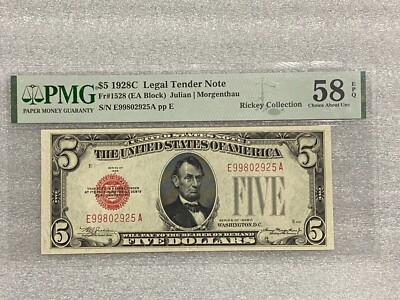 PMG
PAPER MONEY GUARANTY
$5 1928C Legal Tender Note
Fr#1528 (EA Block) Julian | Morgenthau
S/N E99802925A pp E
Rickey Collection
58 EPQ
Choice About Unc
5 THE UNITED STATES OF AMERICA 5
E99802925 A
FIVE
E99802925 A
WASHINGTON, D.C.
WILL PAY TO THE BEARER ON DEMAND
5 FIVE DOLLARS 5